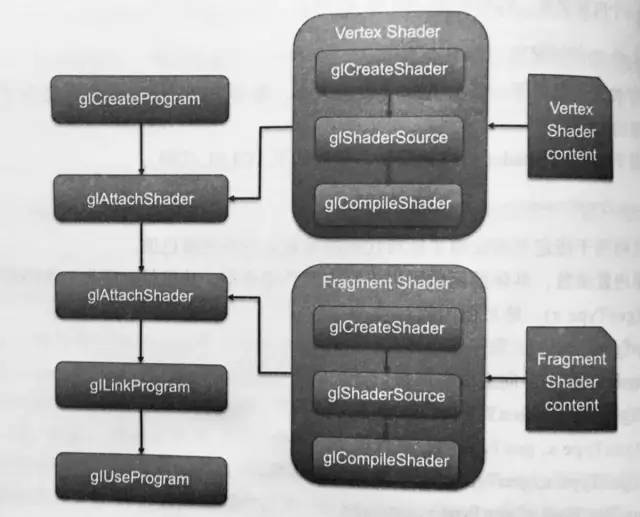 Vertex Shader
glCreateShader
glShaderSource
glCompileShader
Vertex
Shader
content
glCreateProgram
glAttachShader
glAttachShader
glLinkProgram
glUseProgram
Fragment Shader
glCreateShader
glShaderSource
glCompileShader
Fragment
Shader
content